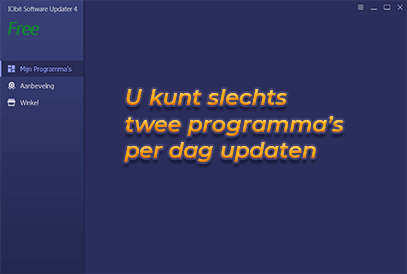 IObit Software Updater 4
Free
Mijn Programma's
Aanbeveling
Winkel
U kunt slechts
twee programma's
per dag updaten